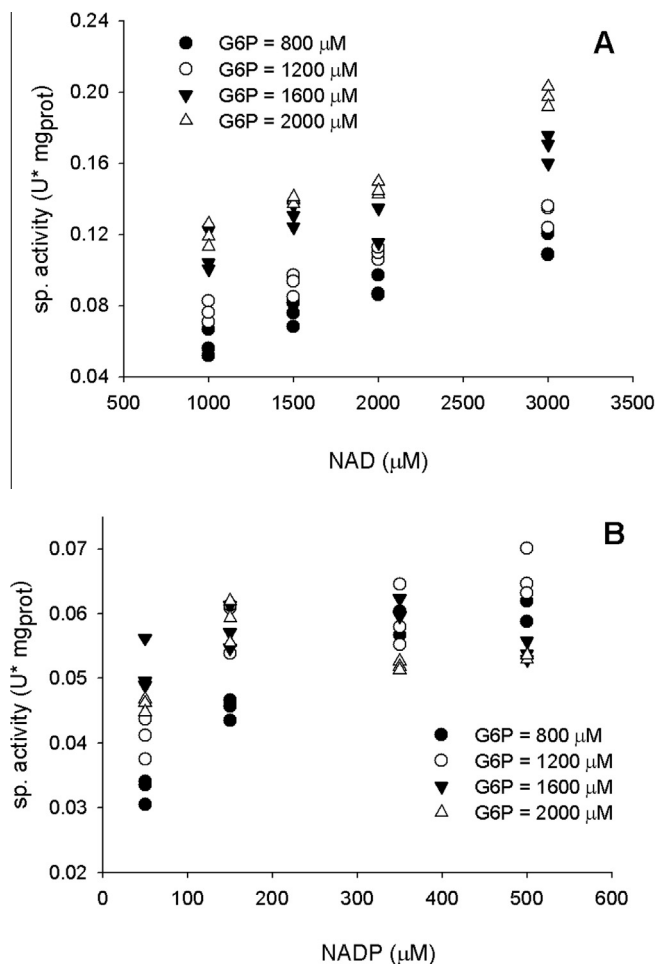 A
G6P = 800 μM
G6P = 1200 μM
G6P = 1600 μM
G6P = 2000 μM
sp. activity (U* mgprot)
0.20
0.16
0.12
0.08
0.04
500 1000 1500 2000 2500 3000 3500
NAD (μM)
B
sp. activity (U* mgprot)
0.07
0.06
0.05
0.04
0.03
0.02
G6P = 800 μM
G6P = 1200 μM
G6P = 1600 μM
G6P = 2000 μM
0 100 200 300 400 500 600
NADP (μM)